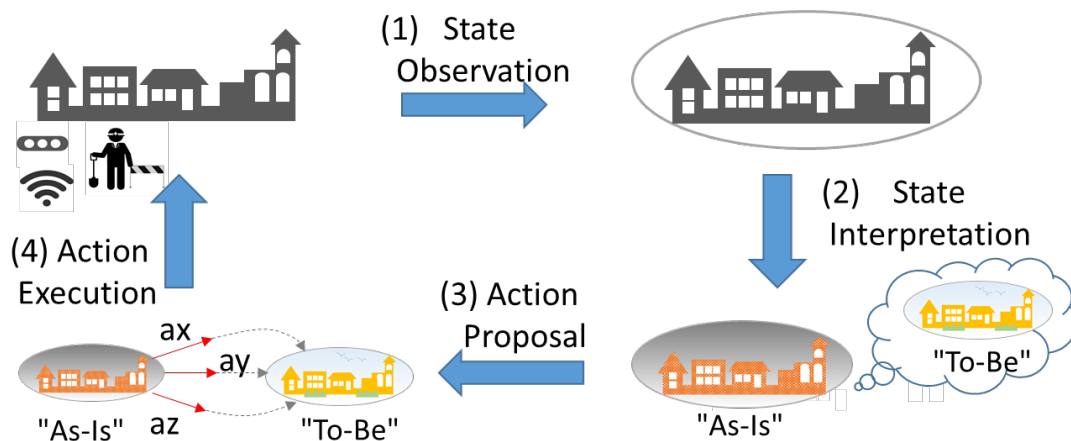 (1) State
Observation
(2) State
Interpretation
"To-Be"
"As-Is"
(3) Action
Proposal
(4) Action
Execution
ax
ay
az
"As-Is"
"To-Be"